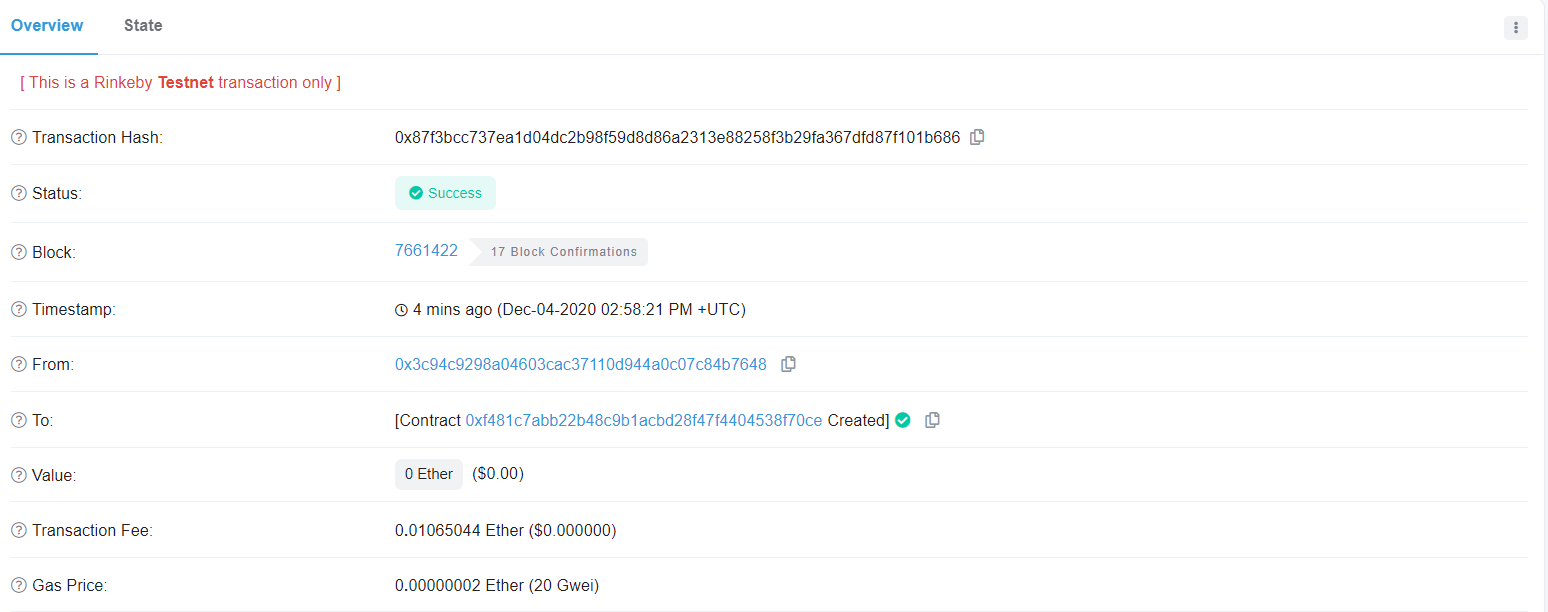 Overview State
[ This is a Rinkeby Testnet transaction only ]
Transaction Hash: 0x87f3bcc737ea1d04dc2b98f59d8d86a2313e88258f3b29fa367dfd87f101b686
Status: Success
Block: 7661422 17 Block Confirmations
Timestamp: 4 mins ago (Dec-04-2020 02:58:21 PM +UTC)
From: 0x3c94c9298a04603cac37110d944a0c07c84b7648
To: [Contract 0xf481c7abb22b48c9b1acbd28f47f4404538f70ce Created]
Value: 0 Ether ($0.00)
Transaction Fee: 0.01065044 Ether ($0.000000)
Gas Price: 0.00000002 Ether (20 Gwei)